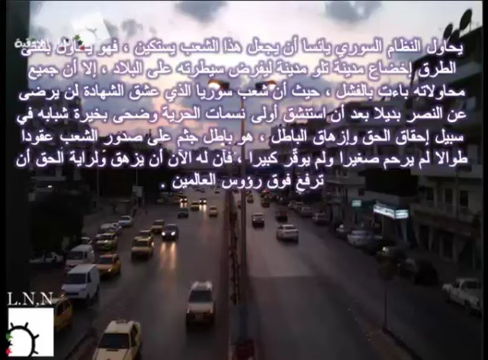 يحاول النظام السوري يائسا أن يجعل هذا الشعب يستكين ، فهو يحاول بشتى
الطرق إخضاع مدينة تلو مدينة ليفرض سيطرته على البلاد ، إلا أن جميع
محاولاته باءت بالفشل ، حيث أن شعب سوريا الذي عشق الشهادة لن يرضى
عن النصر بديلا بعد أن استنشق أولى نسمات الحرية وضحى بخيرة شبابه في
سبيل إحقاق الحق وإزهاق الباطل ، هو باطل جثم على صدور الشعب عقودا
طوالا لم يرحم صغيرا ولم يوقّر كبيرا ، فآن له الآن أن يزهق ولراية الحق أن
ترفع فوق رؤوس العالمين .
L.N.N